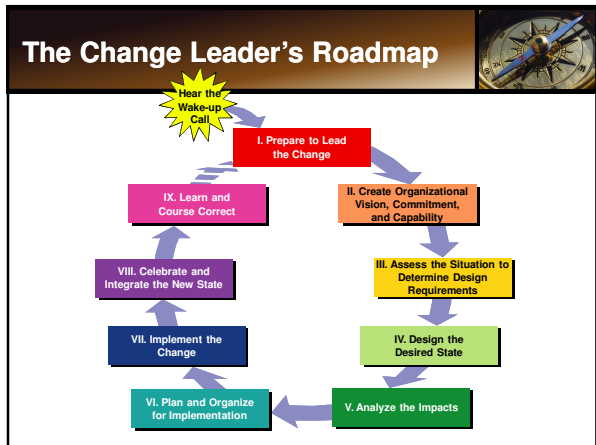 The Change Leader's Roadmap
Hear the
Wake-up
Call
I. Prepare to Lead
the Change
II. Create Organizational
Vision, Commitment,
and Capability
III. Assess the Situation to
Determine Design
Requirements
IV. Design the
Desired State
V. Analyze the Impacts
VI. Plan and Organize
for Implementation
VII. Implement the
Change
VIII. Celebrate and
Integrate the New State
IX. Learn and
Course Correct